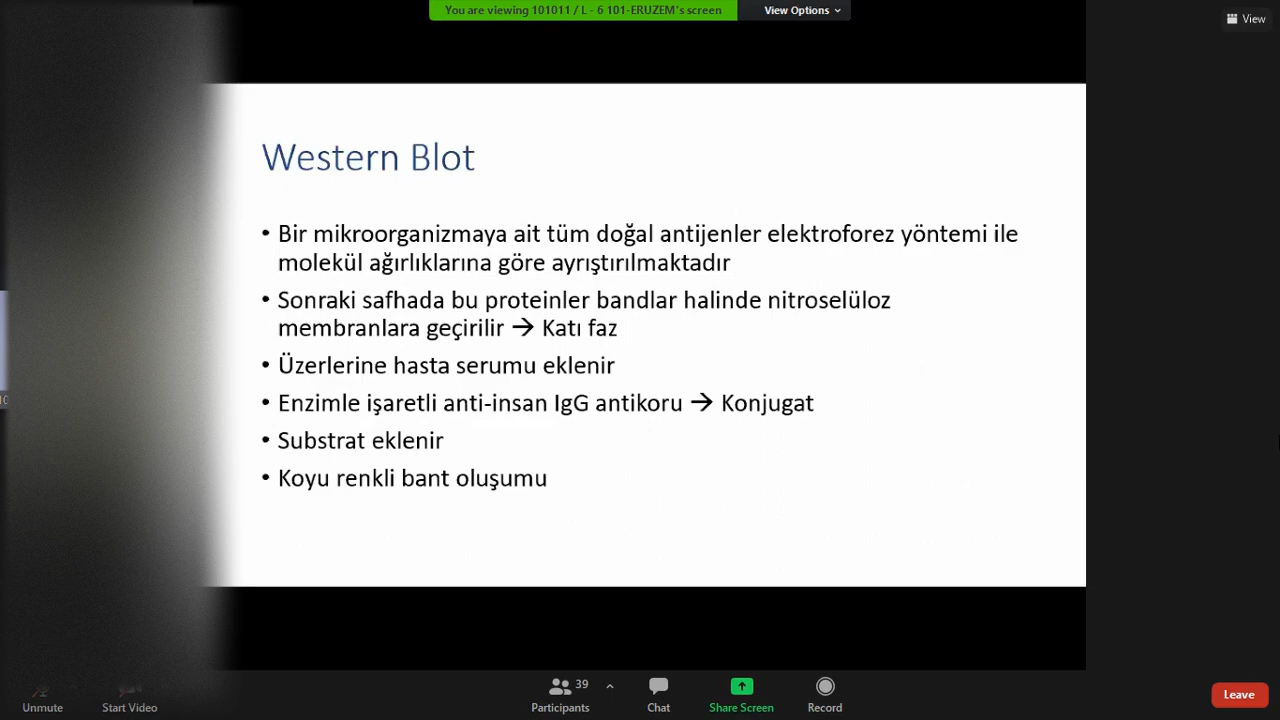 You are viewing 101011 / L - 6 101-ERUZEM's screen
View Options
View
Western Blot
• Bir mikroorganizmaya ait tüm doğal antijenler elektroforez yöntemi ile
molekül ağırlıklarına göre ayrıştırılmaktadır
• Sonraki safhada bu proteinler bandlar halinde nitroselüloz
membranlara geçirilir → Katı faz
• Üzerlerine hasta serumu eklenir
• Enzimle işaretli anti-insan IgG antikoru → Konjugat
• Substrat eklenir
• Koyu renkli bant oluşumu
39
Unmute
Start Video
Participants
Chat
Share Screen
Record
Leave